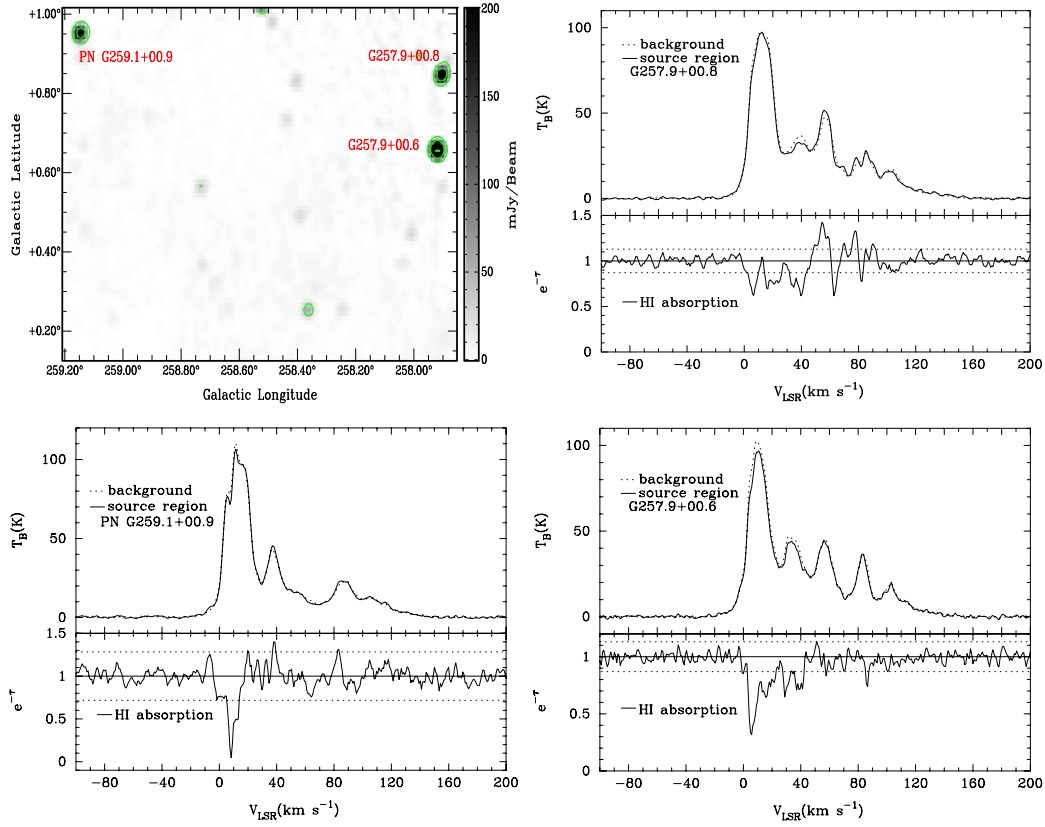 +1.00°
+0.80°
+0.60°
+0.40°
+0.20°
Galactic Latitude
PN G259.1+00.9
G257.9+00.8
G257.9+00.6
259.20°
259.00°
258.80°
258.60°
258.40°
258.20°
258.00°
Galactic Longitude
200
150
100
50
0
mJy/Beam
100
50
0
T_B(K)
background
source region
G257.9+00.8
1.5
1
0.5
0
e^-τ
HI absorption
−80 −40 0 40 80 120 160 200
V_LSR(km s⁻¹)
100
50
0
T_B(K)
background
source region
PN G259.1+00.9
1.5
1
0.5
0
e^-τ
HI absorption
−80 −40 0 40 80 120 160 200
V_LSR(km s⁻¹)
100
50
0
T_B(K)
background
source region
G257.9+00.6
1
0.5
0
e^-τ
HI absorption
−80 −40 0 40 80 120 160 200
V_LSR(km s⁻¹)